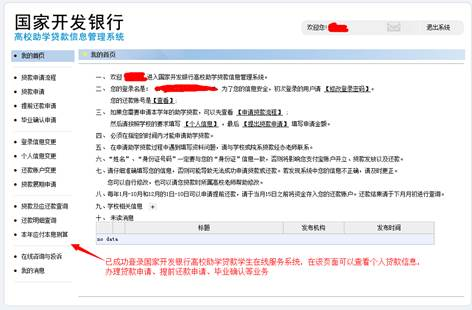 国家开发银行
高校助学贷款信息管理系统
欢迎您！
退出系统
我的首页
我的首页
贷款申请流程
贷款申请
提前还款申请
毕业确认申请
登录信息变更
个人信息变更
还款账户变更
贷款展期申请
贷款及应还款查询
还款明细查询
本年应付本息测算
在线咨询与投诉
我的消息
一、欢迎 进入国家开发银行高校助学贷款信息管理系统。
二、您的登录名是： 为了您的信息安全，初次登录的用户请【修改登录密码】。
您的还款账号是【查看】；
三、如果您需要申请本学年的助学贷款，可以先查看【申请贷款流程】；
然后请按照学校的要求填写【个人信息】，最后【提出贷款申请】填写申请金额。
四、必须在指定的时间内才能申请助学贷款。
五、在申请助学贷款过程中遇到填写资料问题，请与学校或院系贷款经办老师联系。
六、“姓名”、“身份证号码”一定要与您的“身份证”信息一致，否则将影响您支付宝账户开立，贷款发放以及还款。
七、请仔细准确填写您的信息，否则可能导致无法成功申请贷款或还款。若发现系统中您的信息不正确，请及时更正。
您可以自行修改，也可以请您贷款时所属高校老师帮助修改。
八、每年1月-10月和12月的1日-10日可以申请提前还款，请于当月15日之前将资金存入您的还款账户。还款结果请于下月月初进行查询。
九、学校相关信息
十、未读消息
标题 发布机构 发布时间
no data
已成功登录国家开发银行高校助学贷款学生在线服务系统，在该页面可以查看个人贷款信息，
办理贷款申请、提前还款申请、毕业确认等业务